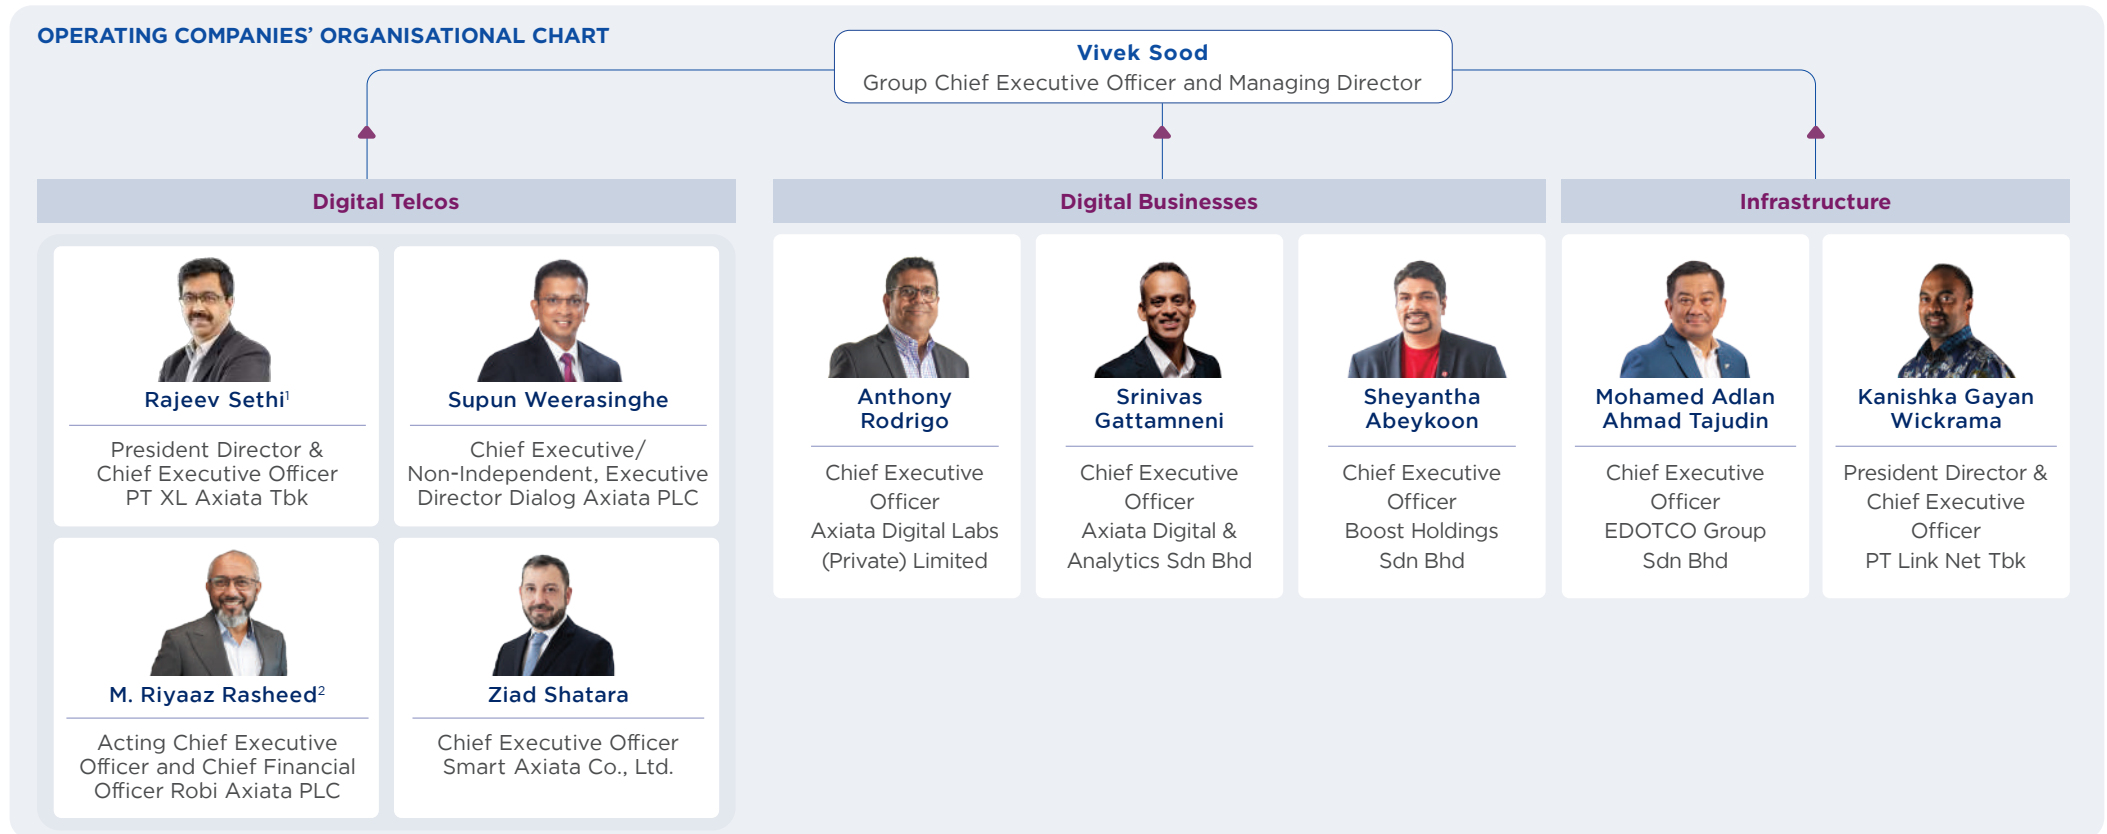 OPERATING COMPANIES’ ORGANISATIONAL CHART
Vivek Sood
Group Chief Executive Officer and Managing Director
Digital Telcos
Rajeev Sethi¹
President Director &
Chief Executive Officer
PT XL Axiata Tbk
Supun Weerasinghe
Chief Executive/
Non-Independent, Executive
Director Dialog Axiata PLC
M. Riyaaz Rasheed²
Acting Chief Executive
Officer and Chief Financial
Officer Robi Axiata PLC
Ziad Shatara
Chief Executive Officer
Smart Axiata Co., Ltd.
Digital Businesses
Anthony
Rodrigo
Chief Executive
Officer
Axiata Digital Labs
(Private) Limited
Srinivas
Gattamneni
Chief Executive
Officer
Axiata Digital &
Analytics Sdn Bhd
Sheyantha
Abeykoon
Chief Executive
Officer
Boost Holdings
Sdn Bhd
Infrastructure
Mohamed Adlan
Ahmad Tajudin
Chief Executive
Officer
EDOTCO Group
Sdn Bhd
Kanishka Gayan
Wickrama
President Director &
Chief Executive
Officer
PT Link Net Tbk